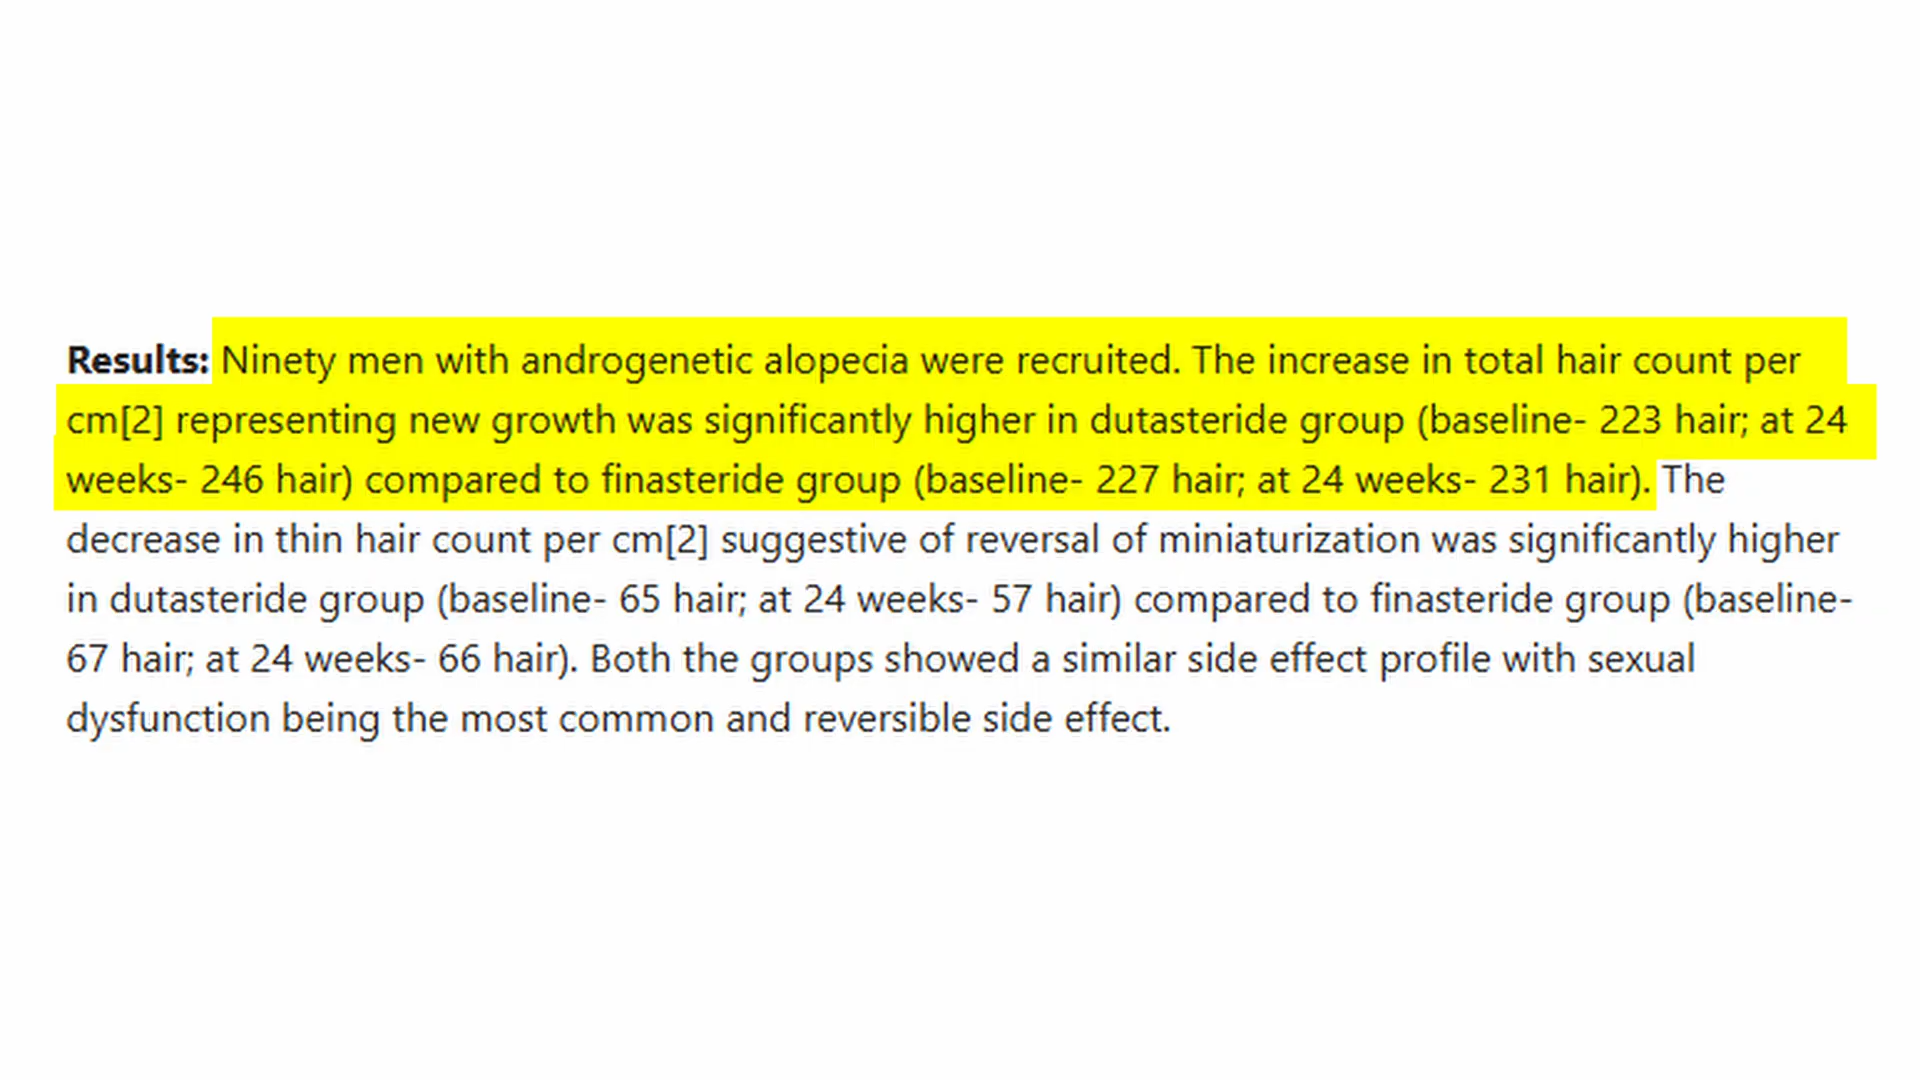 Results: Ninety men with androgenetic alopecia were recruited. The increase in total hair count per
cm[2] representing new growth was significantly higher in dutasteride group (baseline- 223 hair; at 24
weeks- 246 hair) compared to finasteride group (baseline- 227 hair; at 24 weeks- 231 hair). The
decrease in thin hair count per cm[2] suggestive of reversal of miniaturization was significantly higher
in dutasteride group (baseline- 65 hair; at 24 weeks- 57 hair) compared to finasteride group (baseline-
67 hair; at 24 weeks- 66 hair). Both the groups showed a similar side effect profile with sexual
dysfunction being the most common and reversible side effect.